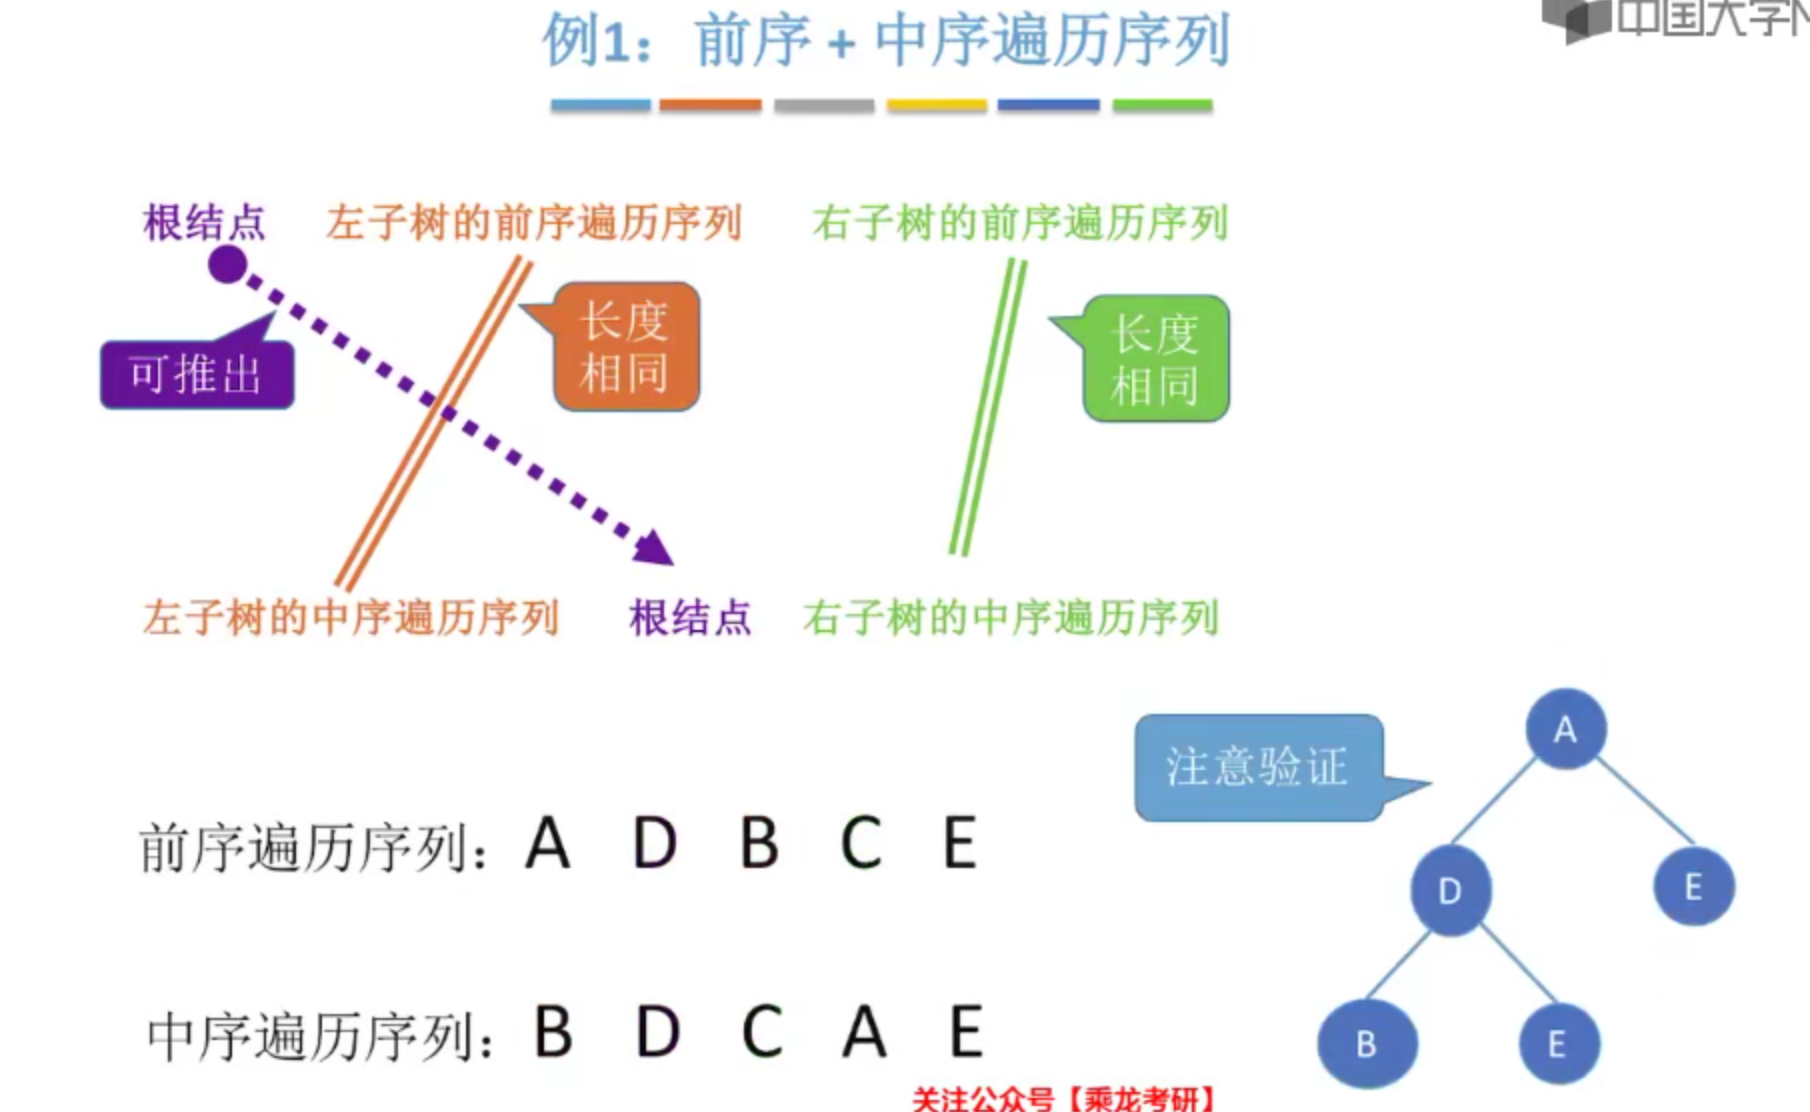 中国大学M
例1：前序 + 中序遍历序列
根结点 左子树的前序遍历序列 右子树的前序遍历序列
长度
相同
长度
相同
可推出
左子树的中序遍历序列 根结点 右子树的中序遍历序列
注意验证
A
D E
B E
前序遍历序列：A D B C E
中序遍历序列：B D C A E
关注公众号【乘龙考研】